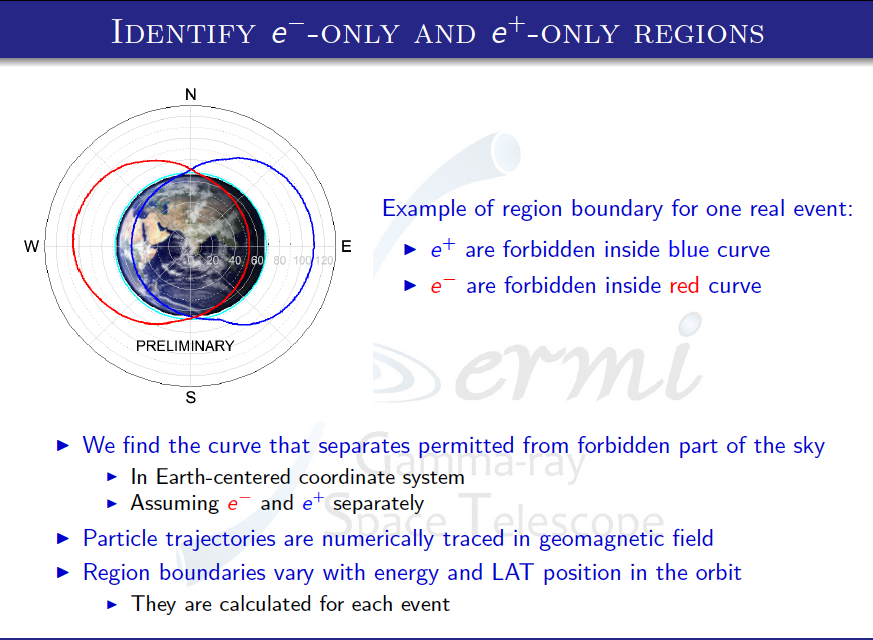 IDENTIFY e⁻-ONLY AND e⁺-ONLY REGIONS
N
W
E
0 20 40 60 80 100 120
PRELIMINARY
S
Example of region boundary for one real event:
► e⁺ are forbidden inside blue curve
► e⁻ are forbidden inside red curve
ermi
Gamma-ray
Space Telescope
► We find the curve that separates permitted from forbidden part of the sky
► In Earth-centered coordinate system
► Assuming e⁻ and e⁺ separately
► Particle trajectories are numerically traced in geomagnetic field
► Region boundaries vary with energy and LAT position in the orbit
► They are calculated for each event